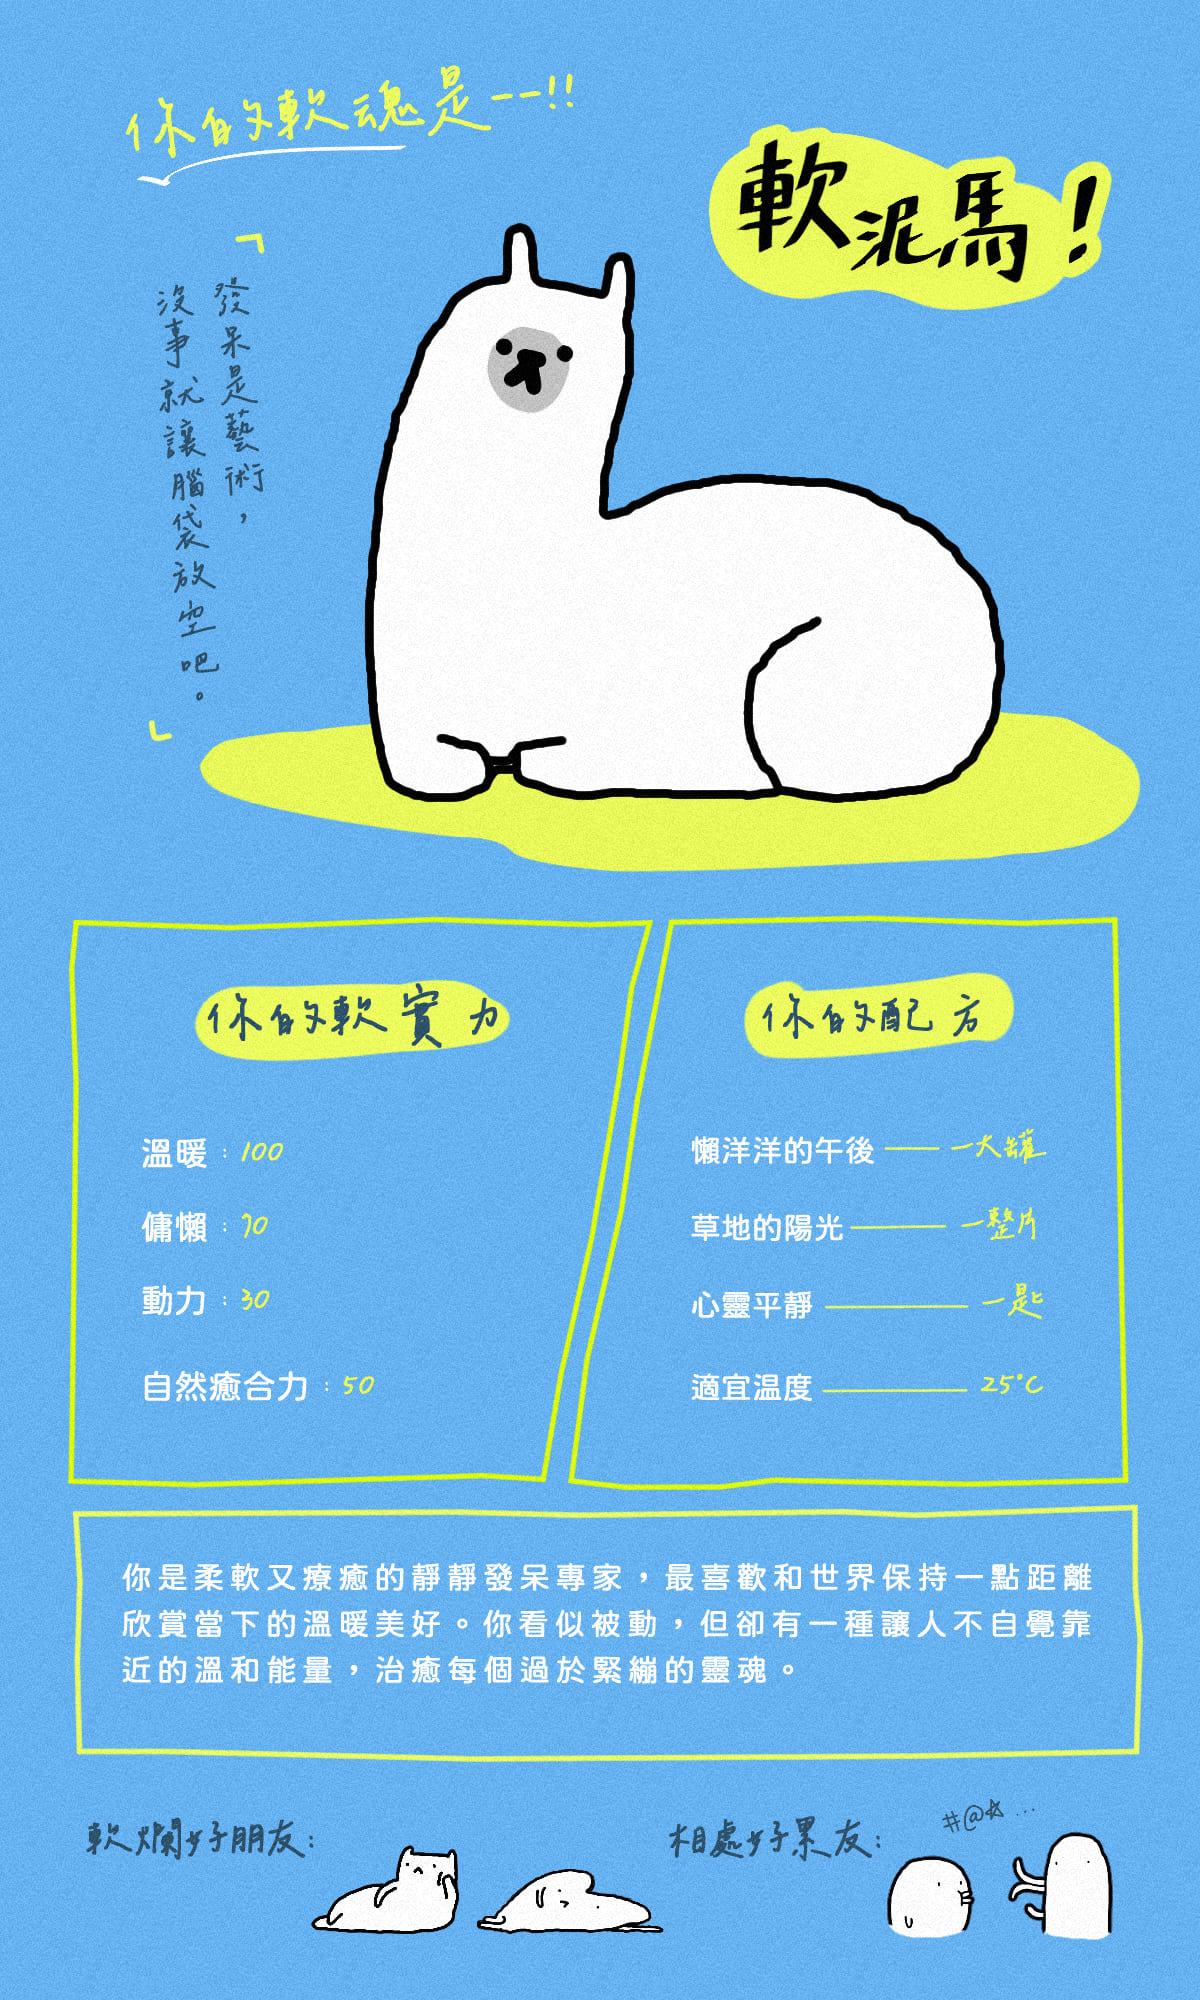 你的軟魂是——!!
軟泥馬！
「
發呆是藝術，
沒事就讓腦袋放空吧。
」
你的軟實力
溫暖：100
慵懶：70
動力：30
自然癒合力：50
你的配方
懶洋洋的午後——一大罐
草地的陽光——一整片
心靈平靜——一匙
適宜溫度——25°C
你是柔軟又療癒的靜靜發呆專家，最喜歡和世界保持一點距離
欣賞當下的溫暖美好。你看似被動，但卻有一種讓人不自覺靠
近的溫和能量，治癒每個過於緊繃的靈魂。
軟爛好朋友：
相處好累友：
#@☆...